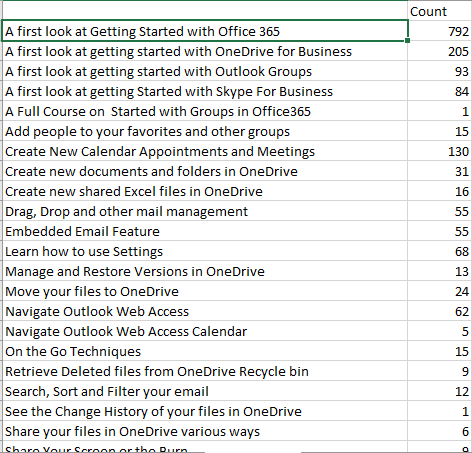 Count
A first look at Getting Started with Office 365 792
A first look at getting started with OneDrive for Business 205
A first look at getting started with Outlook Groups 93
A first look at getting Started with Skype For Business 84
A Full Course on  Started with Groups in Office365 1
Add people to your favorites and other groups 15
Create New Calendar Appointments and Meetings 130
Create new documents and folders in OneDrive 31
Create new shared Excel files in OneDrive 16
Drag, Drop and other mail management 55
Embedded Email Feature 55
Learn how to use Settings 68
Manage and Restore Versions in OneDrive 13
Move your files to OneDrive 24
Navigate Outlook Web Access 62
Navigate Outlook Web Access Calendar 5
On the Go Techniques 15
Retrieve Deleted files from OneDrive Recycle bin 9
Search, Sort and Filter your email 12
See the Change History of your files in OneDrive 1
Share your files in OneDrive various ways 6
Share Your Screen or the